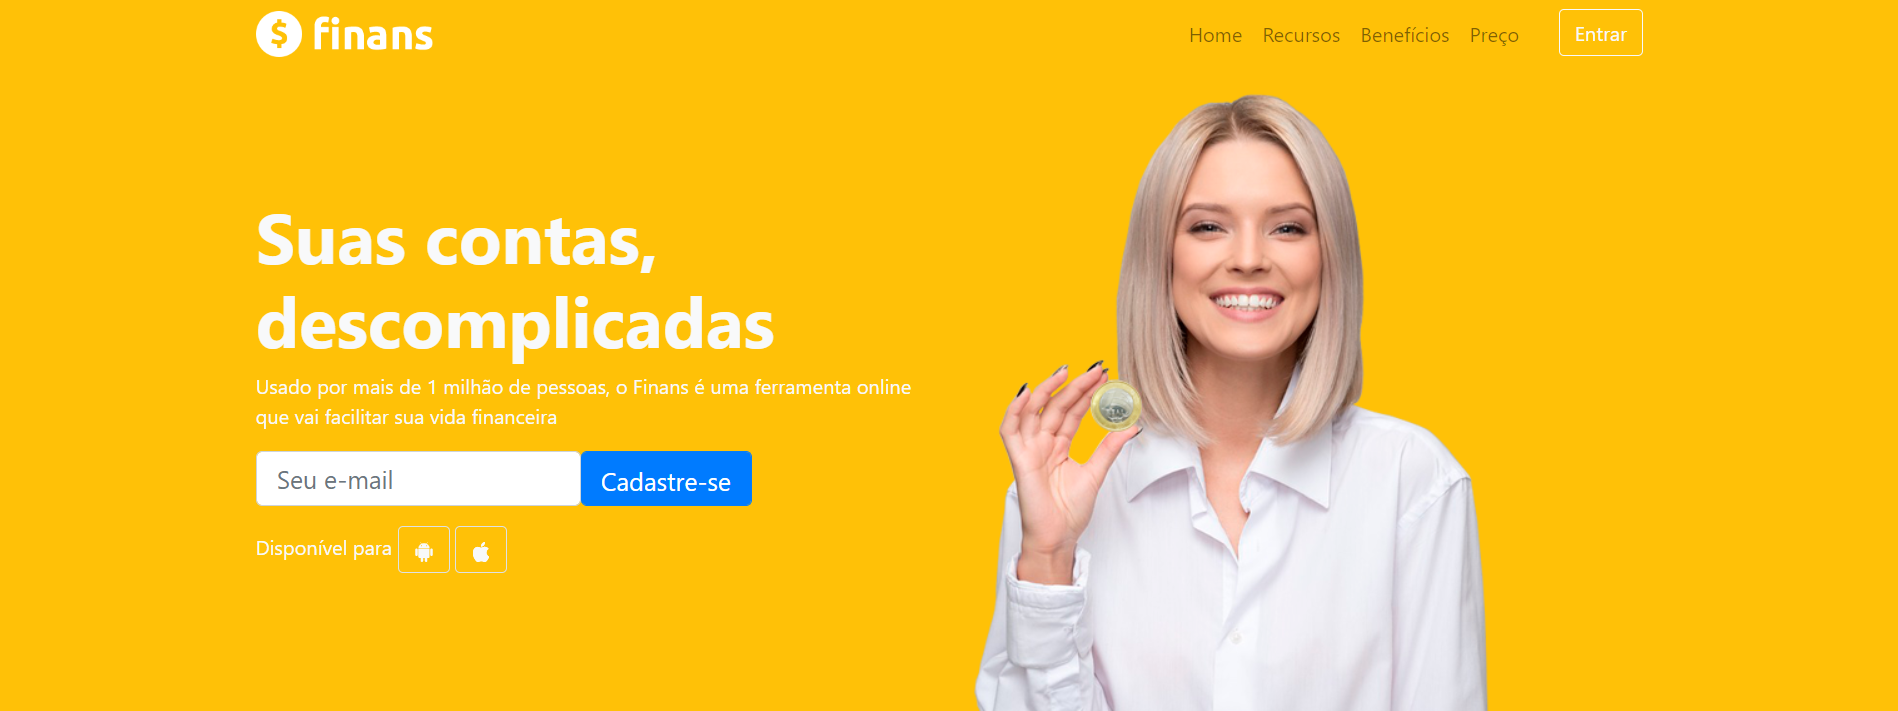 finans
Home Recursos Benefícios Preço Entrar
Suas contas,
descomplicadas
Usado por mais de 1 milhão de pessoas, o Finans é uma ferramenta online
que vai facilitar sua vida financeira
Seu e-mail Cadastre-se
Disponível para